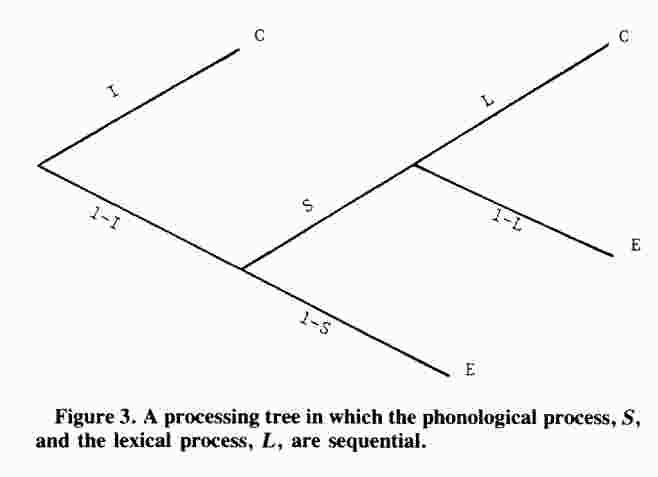 C
C
I
L
S
1-I
1-L
E
1-S
E
Figure 3. A processing tree in which the phonological process, S,
and the lexical process, L, are sequential.